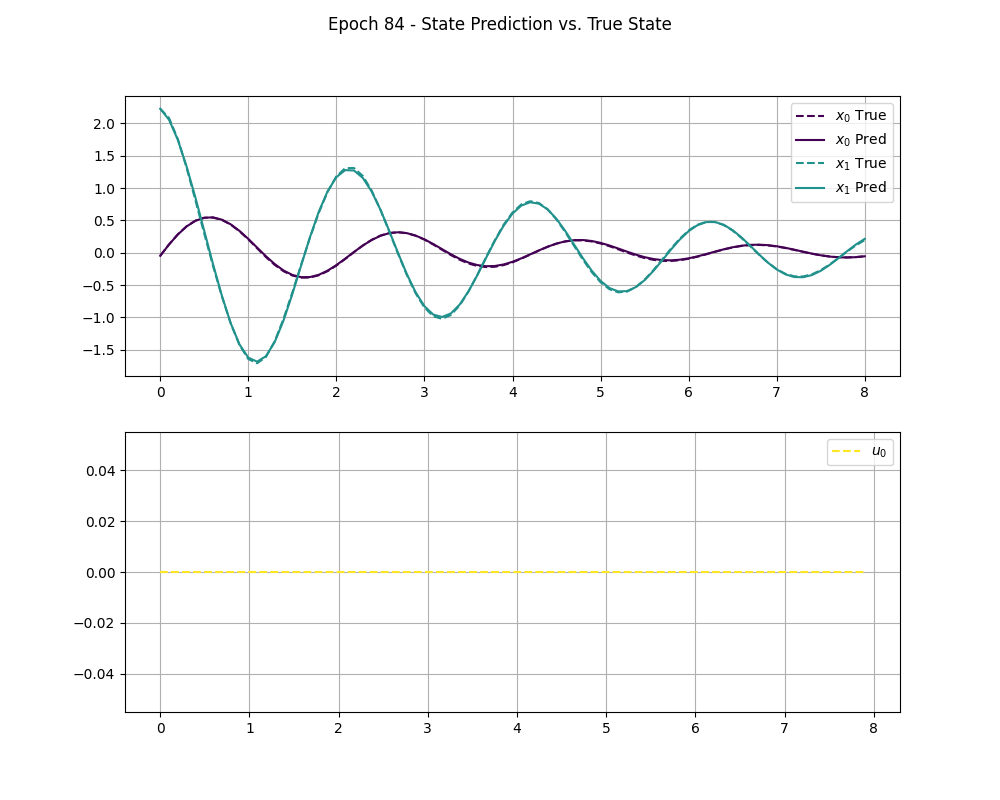 Epoch 84 - State Prediction vs. True State
2.0
1.5
1.0
0.5
0.0
−0.5
−1.0
−1.5
x₀ True
x₀ Pred
x₁ True
x₁ Pred
0 1 2 3 4 5 6 7 8
0.04
0.02
0.00
−0.02
−0.04
u₀
0 1 2 3 4 5 6 7 8